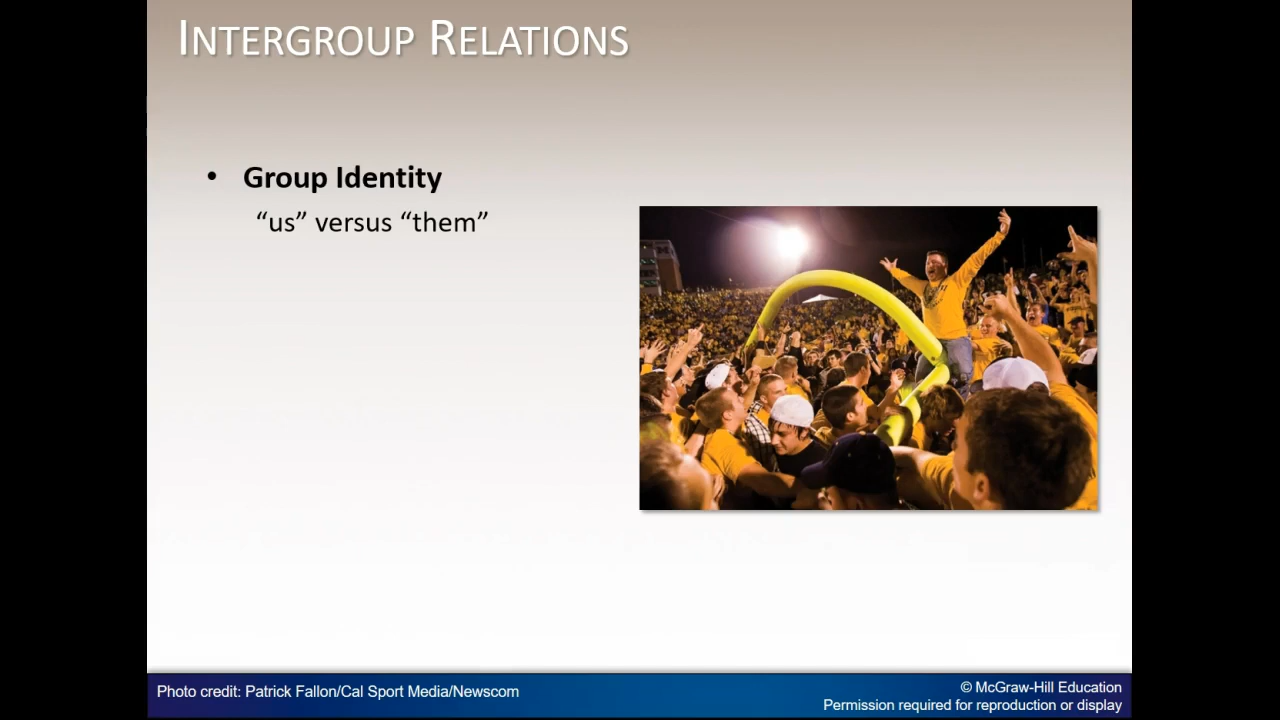 INTERGROUP RELATIONS
• Group Identity
“us” versus “them”
Photo credit: Patrick Fallon/Cal Sport Media/Newscom
© McGraw-Hill Education
Permission required for reproduction or display